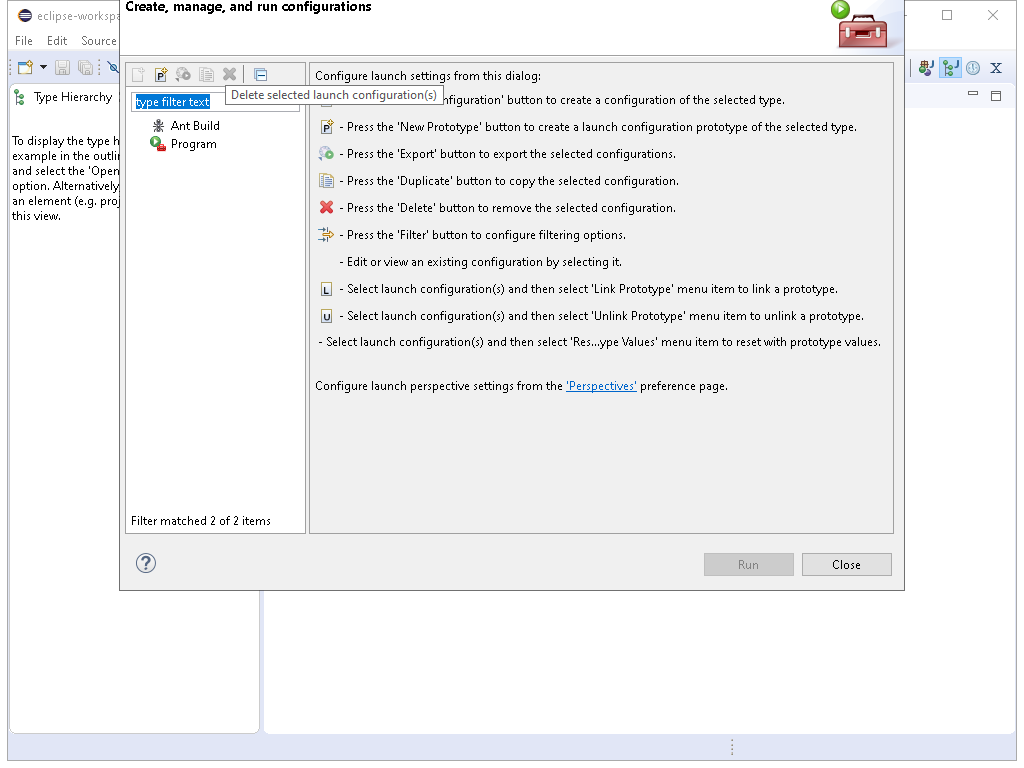 Create, manage, and run configurations
eclipse-workspa
File Edit Source
Type Hierarchy
To display the type h
example in the outli
and select the 'Open
option. Alternatively
an element (e.g. proj
this view.
type filter text
Delete selected launch configuration(s)
Ant Build
Program
Filter matched 2 of 2 items
Configure launch settings from this dialog:
nfiguration' button to create a configuration of the selected type.
- Press the 'New Prototype' button to create a launch configuration prototype of the selected type.
- Press the 'Export' button to export the selected configurations.
- Press the 'Duplicate' button to copy the selected configuration.
- Press the 'Delete' button to remove the selected configuration.
- Press the 'Filter' button to configure filtering options.
- Edit or view an existing configuration by selecting it.
L - Select launch configuration(s) and then select 'Link Prototype' menu item to link a prototype.
U - Select launch configuration(s) and then select 'Unlink Prototype' menu item to unlink a prototype.
- Select launch configuration(s) and then select 'Res...ype Values' menu item to reset with prototype values.
Configure launch perspective settings from the 'Perspectives' preference page.
Run Close